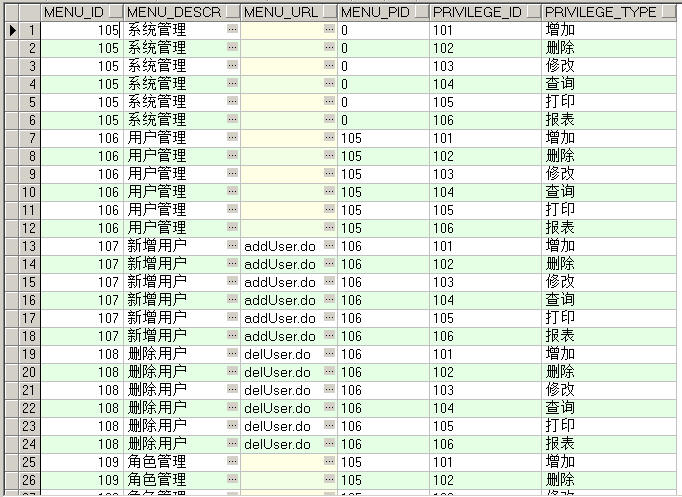 MENU_ID MENU_DESCR MENU_URL MENU_PID PRIVILEGE_ID PRIVILEGE_TYPE
1 105 系统管理 0 101 增加
2 105 系统管理 0 102 删除
3 105 系统管理 0 103 修改
4 105 系统管理 0 104 查询
5 105 系统管理 0 105 打印
6 105 系统管理 0 106 报表
7 106 用户管理 105 101 增加
8 106 用户管理 105 102 删除
9 106 用户管理 105 103 修改
10 106 用户管理 105 104 查询
11 106 用户管理 105 105 打印
12 106 用户管理 105 106 报表
13 107 新增用户 addUser.do 106 101 增加
14 107 新增用户 addUser.do 106 102 删除
15 107 新增用户 addUser.do 106 103 修改
16 107 新增用户 addUser.do 106 104 查询
17 107 新增用户 addUser.do 106 105 打印
18 107 新增用户 addUser.do 106 106 报表
19 108 删除用户 delUser.do 106 101 增加
20 108 删除用户 delUser.do 106 102 删除
21 108 删除用户 delUser.do 106 103 修改
22 108 删除用户 delUser.do 106 104 查询
23 108 删除用户 delUser.do 106 105 打印
24 108 删除用户 delUser.do 106 106 报表
25 109 角色管理 105 101 增加
26 109 角色管理 105 102 删除